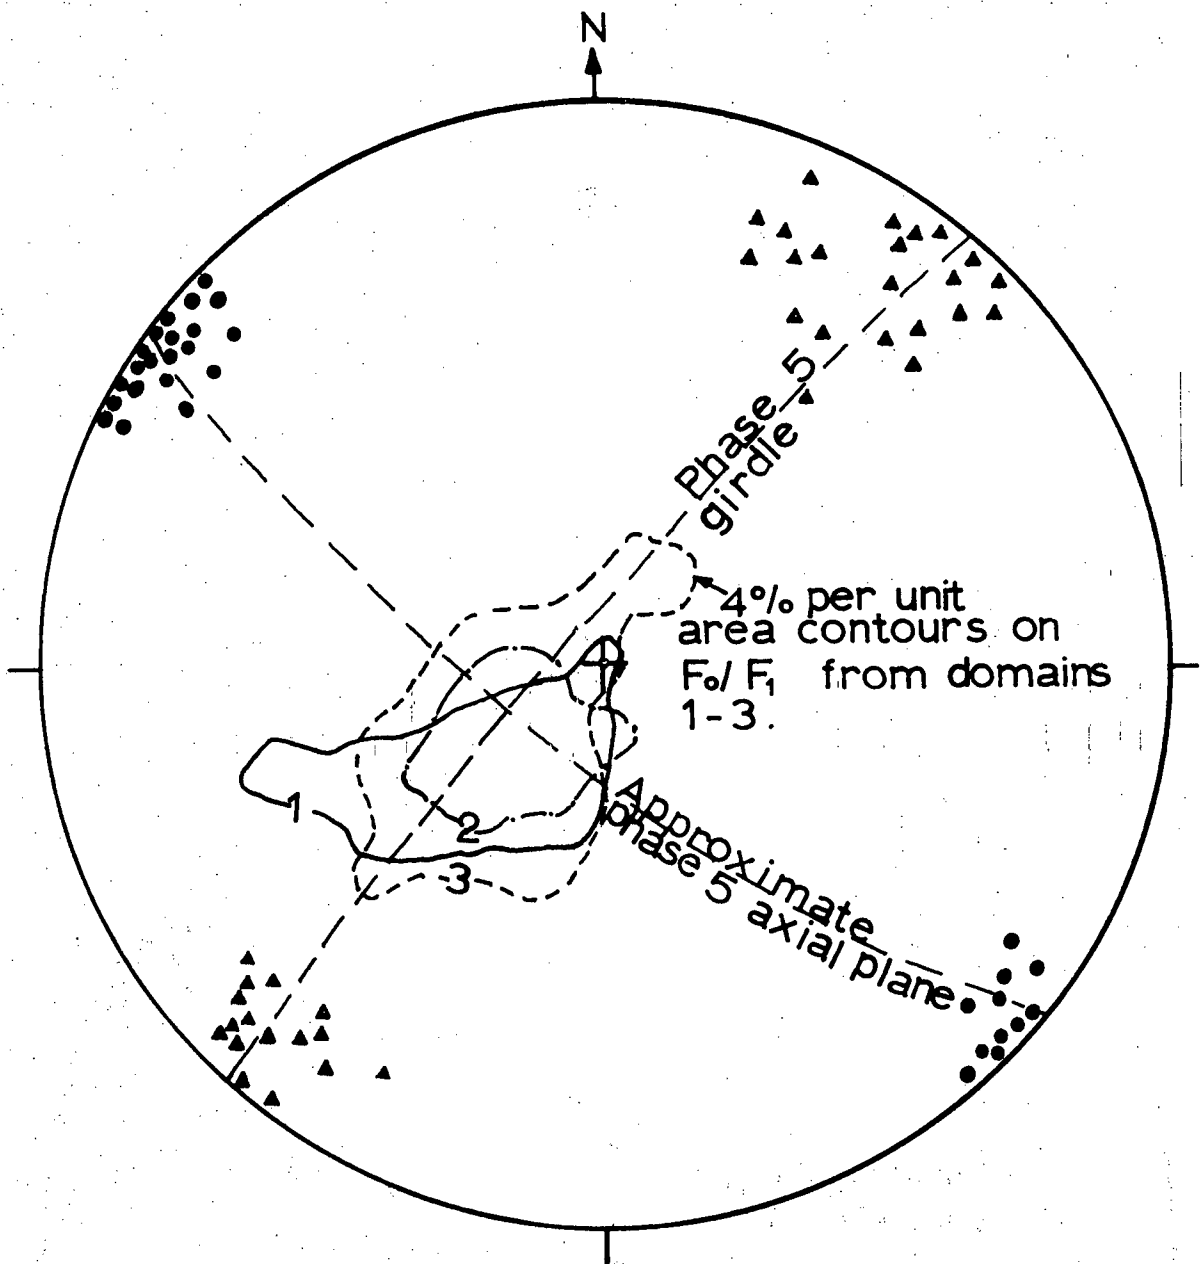 N
Phase 5
girdle
4% per unit
area contours on
F₀/ F₁ from domains
1-3.
1
2
3
Approximate
phase 5 axial plane